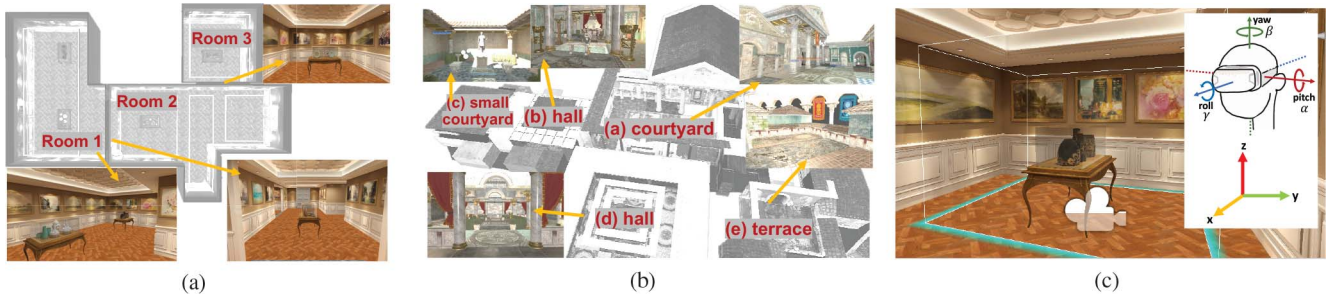 Room 3
Room 2
Room 1
(a)
(c) small
courtyard
(b) hall
(a) courtyard
(d) hall
(e) terrace
(b)
yaw
β
roll
γ
pitch
α
z
y
x
(c)